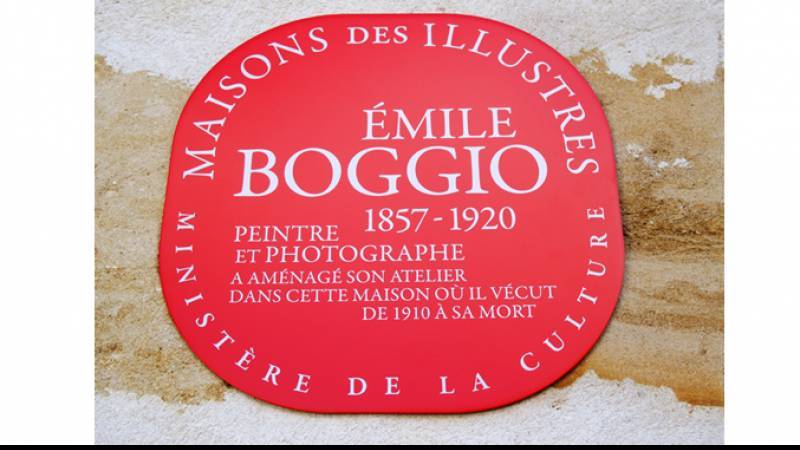 MAISONS DES ILLUSTRES
ÉMILE
BOGGIO
1857-1920
PEINTRE
ET PHOTOGRAPHE
A AMÉNAGÉ SON ATELIER
DANS CETTE MAISON OÙ IL VÉCUT
DE 1910 À SA MORT
MINISTÈRE DE LA CULTURE